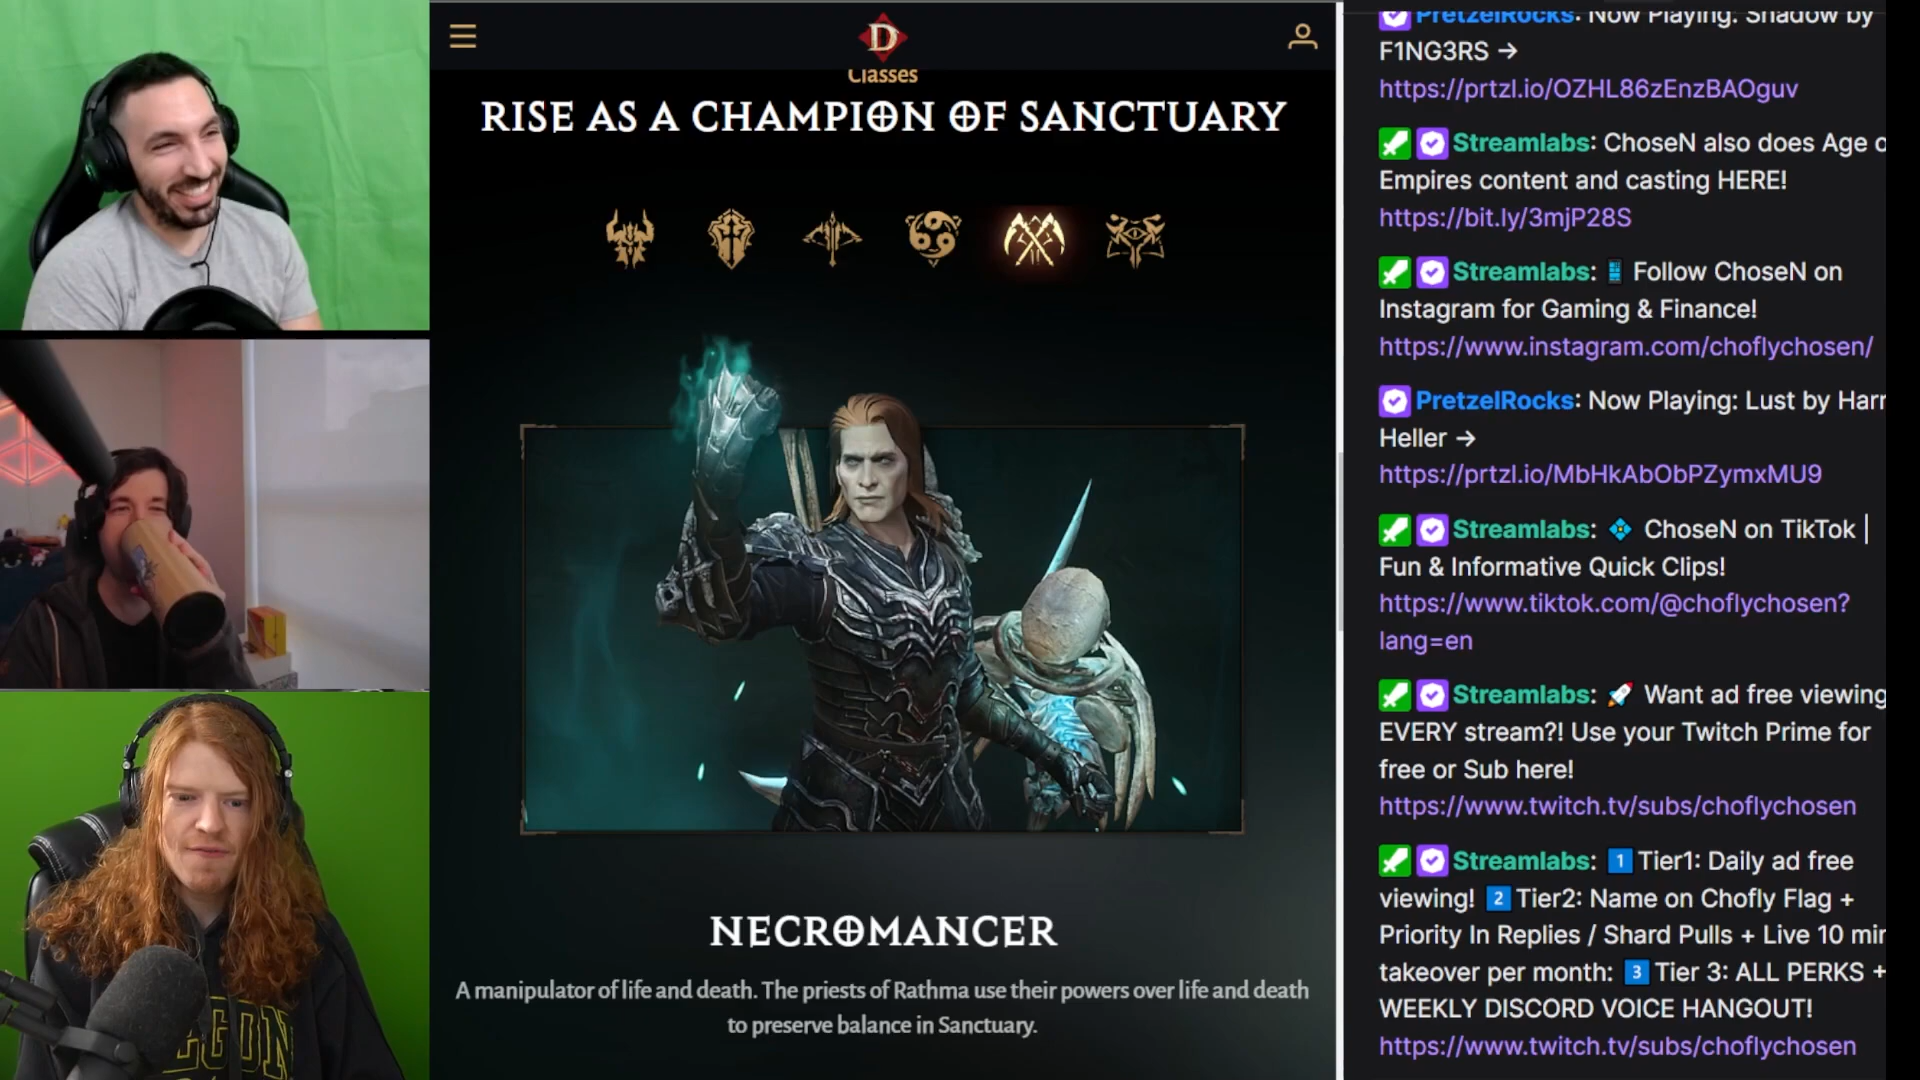 D
Classes
RISE AS A CHAMPION OF SANCTUARY
NECROMANCER
A manipulator of life and death. The priests of Rathma use their powers over life and death
to preserve balance in Sanctuary.
PretzelRocks: Now Playing: Shadow by
F1NG3RS →
https://prtzl.io/OZHL86zEnzBAOguv
Streamlabs: ChoseN also does Age o
Empires content and casting HERE!
https://bit.ly/3mjP28S
Streamlabs: Follow ChoseN on
Instagram for Gaming & Finance!
https://www.instagram.com/choflychosen/
PretzelRocks: Now Playing: Lust by Harr
Heller →
https://prtzl.io/MbHkAbObPZymxMU9
Streamlabs: 💠 ChoseN on TikTok |
Fun & Informative Quick Clips!
https://www.tiktok.com/@choflychosen?
lang=en
Streamlabs: 🚀 Want ad free viewing
EVERY stream?! Use your Twitch Prime for
free or Sub here!
https://www.twitch.tv/subs/choflychosen
Streamlabs: 1 Tier1: Daily ad free
viewing! 2 Tier2: Name on Chofly Flag +
Priority In Replies / Shard Pulls + Live 10 min
takeover per month: 3 Tier 3: ALL PERKS +
WEEKLY DISCORD VOICE HANGOUT!
https://www.twitch.tv/subs/choflychosen